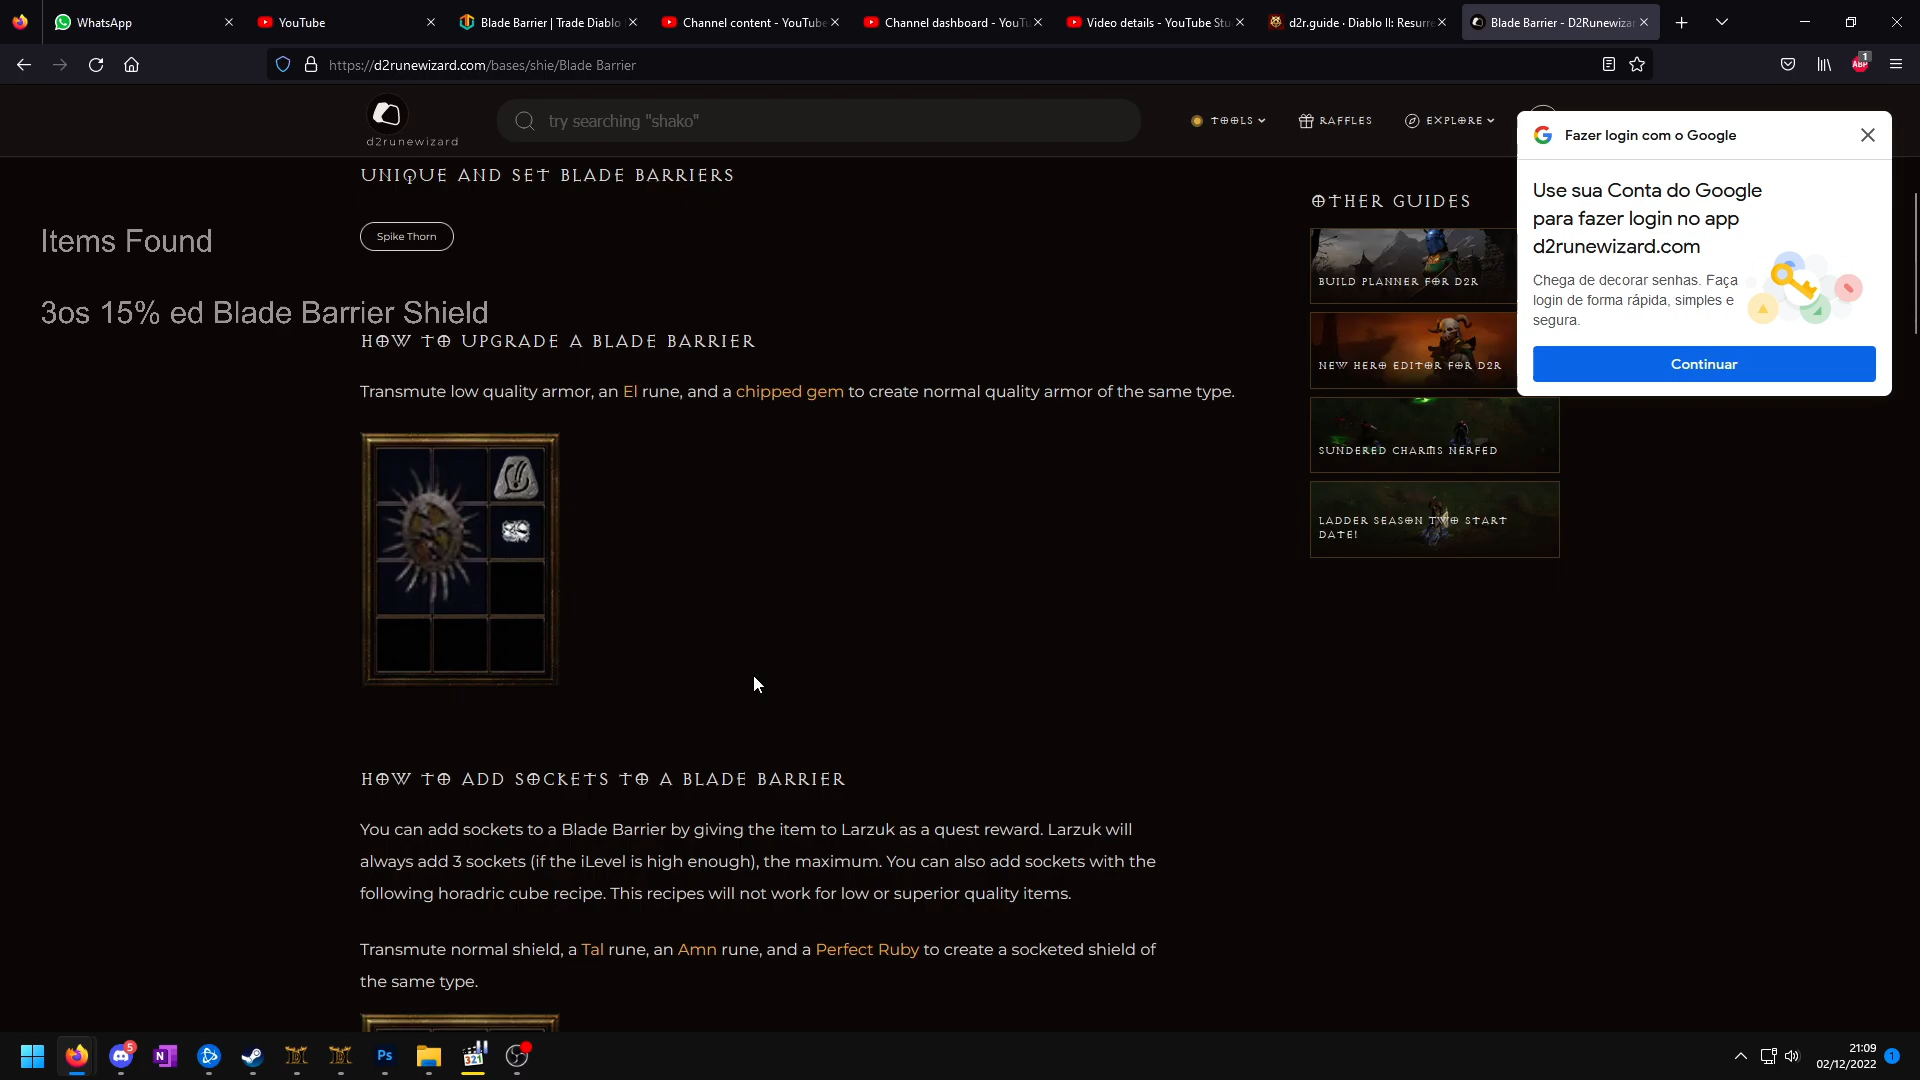 WhatsApp
YouTube
Blade Barrier | Trade Diablo
Channel content - YouTube
Channel dashboard - YouTu
Video details - YouTube Stu
d2r.guide · Diablo II: Resurre
Blade Barrier - D2Runewizar
https://d2runewizard.com/bases/shie/Blade Barrier
ABP
1
d2runewizard
try searching "shako"
TOOLS
RAFFLES
EXPLORE
Fazer login com o Google
Use sua Conta do Google
para fazer login no app
d2runewizard.com
Chega de decorar senhas. Faça
login de forma rápida, simples e
segura.
Continuar
UNIQUE AND SET BLADE BARRIERS
Spike Thorn
Items Found
3os 15% ed Blade Barrier Shield
HOW TO UPGRADE A BLADE BARRIER
Transmute low quality armor, an El rune, and a chipped gem to create normal quality armor of the same type.
OTHER GUIDES
BUILD PLANNER FOR D2R
NEW HERO EDITOR FOR D2R
SUNDERED CHARMS NERFED
LADDER SEASON TWO START
DATE!
HOW TO ADD SOCKETS TO A BLADE BARRIER
You can add sockets to a Blade Barrier by giving the item to Larzuk as a quest reward. Larzuk will
always add 3 sockets (if the iLevel is high enough), the maximum. You can also add sockets with the
following horadric cube recipe. This recipes will not work for low or superior quality items.
Transmute normal shield, a Tal rune, an Amn rune, and a Perfect Ruby to create a socketed shield of
the same type.
5
N
Ps
321
21:09
02/12/2022
1